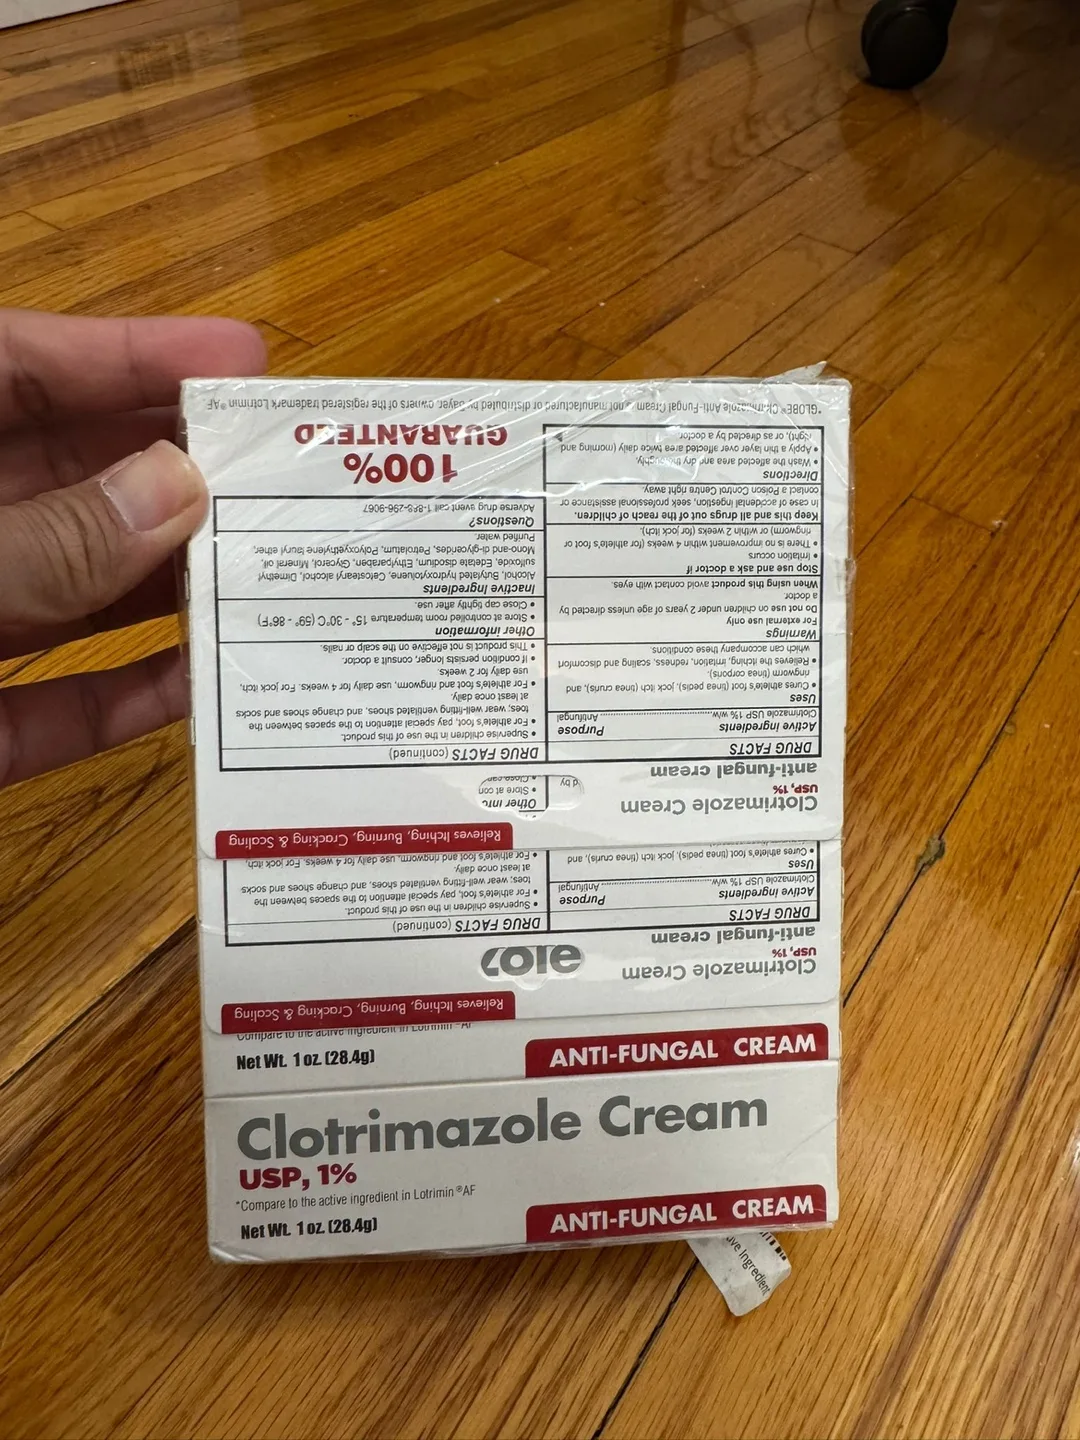 *GLOBE® Clotrimazole Anti-Fungal Cream is not manufactured or distributed by Bayer, owners of the registered trademark Lotrimin®AF
Relieves Itching, Burning, Cracking & Scaling
Clotrimazole Cream
USP, 1%
anti-fungal cream
DRUG FACTS
Active ingredients Purpose
Clotrimazole USP 1% w/w................................ Antifungal
Uses
• Cures athlete's foot (tinea pedis), jock itch (tinea cruris), and
ringworm (tinea corporis).
• Relieves the itching, irritation, redness, scaling and discomfort
which can accompany these conditions.
Warnings
For external use only
Do not use on children under 2 years of age unless directed by
a doctor.
When using this product avoid contact with eyes.
Stop use and ask a doctor if
• Irritation occurs
• There is no improvement within 4 weeks (for athlete's foot or
ringworm) or within 2 weeks (for jock itch).
Keep this and all drugs out of the reach of children.
In case of accidental ingestion, seek professional assistance or
contact a Poison Control Centre right away.
Directions
• Wash the affected area and dry thoroughly.
• Apply a thin layer over affected area twice daily (morning and
night), or as directed by a doctor.
d by
Other info
• Store at con
• Close cap
DRUG FACTS (continued)
• Supervise children in the use of this product.
• For athlete's foot, pay special attention to the spaces between the
toes; wear well-fitting ventilated shoes, and change shoes and socks
at least once daily.
• For athlete's foot and ringworm, use daily for 4 weeks. For jock itch,
use daily for 2 weeks.
• If condition persists longer, consult a doctor.
• This product is not effective on the scalp or nails.
Other information
• Store at controlled room temperature 15° - 30°C (59° - 86°F)
• Close cap tightly after use.
Inactive Ingredients
Alcohol, Butylated hydroxytoluene, Cetostearyl alcohol, Dimethyl
sulfoxide, Edetate disodium, Ethylparaben, Glycerol, Mineral oil,
Mono-and di-glycerides, Petrolatum, Polyoxyethylene lauryl ether,
Purified water.
Questions?
Adverse drug event call 1-888-296-9067
100%
GUARANTEED
Relieves Itching, Burning, Cracking & Scaling
Clotrimazole Cream
USP, 1%
anti-fungal cream
DRUG FACTS
Active ingredients Purpose
Clotrimazole USP 1% w/w................................ Antifungal
Uses
• Cures athlete's foot (tinea pedis), jock itch (tinea cruris), and
DRUG FACTS (continued)
• Supervise children in the use of this product.
• For athlete's foot, pay special attention to the spaces between the
toes; wear well-fitting ventilated shoes, and change shoes and socks
at least once daily.
• For athlete's foot and ringworm, use daily for 4 weeks. For jock itch,
Compare to the active ingredient in Lotrimin®AF
Net Wt. 1 oz. (28.4g)
ANTI-FUNGAL CREAM
Clotrimazole Cream
USP, 1%
*Compare to the active ingredient in Lotrimin®AF
Net Wt. 1 oz. (28.4g)
ANTI-FUNGAL CREAM
ive Ingredient